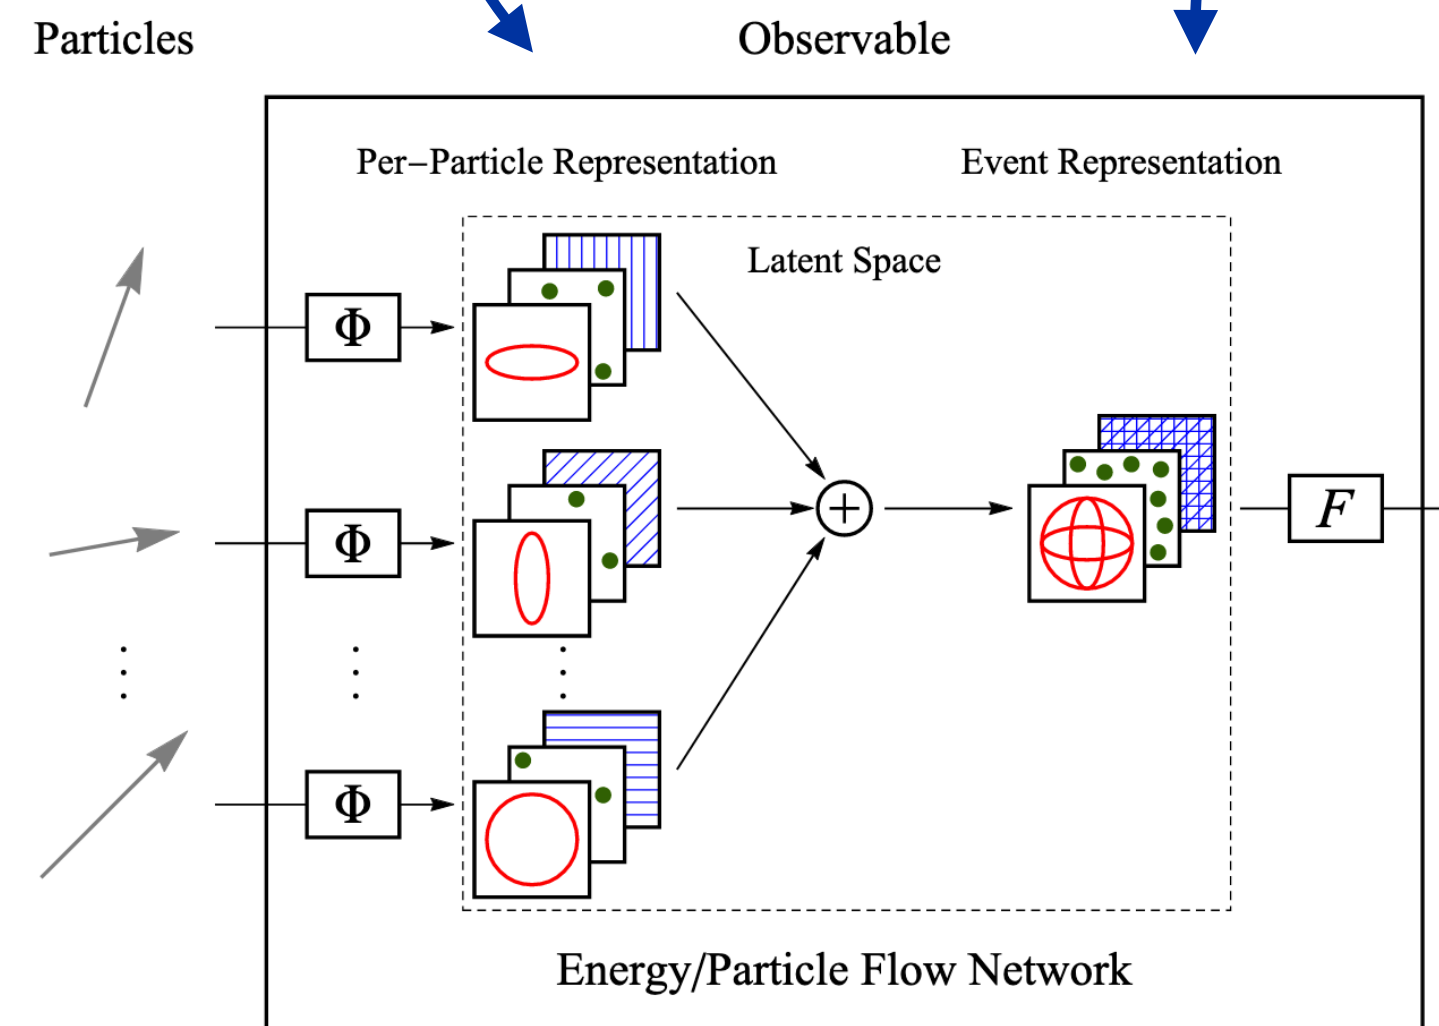 Particles
Observable
Per–Particle Representation
Event Representation
Latent Space
Φ
Φ
+
F
Φ
Energy/Particle Flow Network